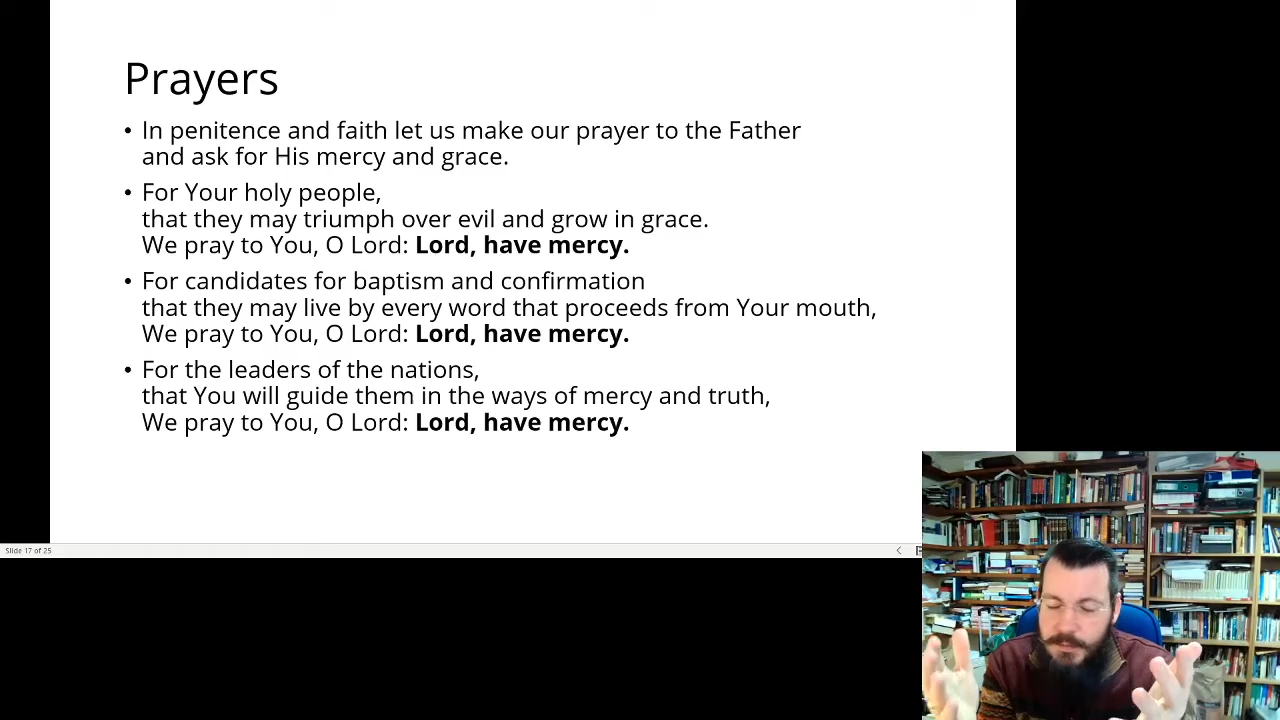 Prayers
• In penitence and faith let us make our prayer to the Father
and ask for His mercy and grace.
• For Your holy people,
that they may triumph over evil and grow in grace.
We pray to You, O Lord: Lord, have mercy.
• For candidates for baptism and confirmation
that they may live by every word that proceeds from Your mouth,
We pray to You, O Lord: Lord, have mercy.
• For the leaders of the nations,
that You will guide them in the ways of mercy and truth,
We pray to You, O Lord: Lord, have mercy.
Slide 17 of 25